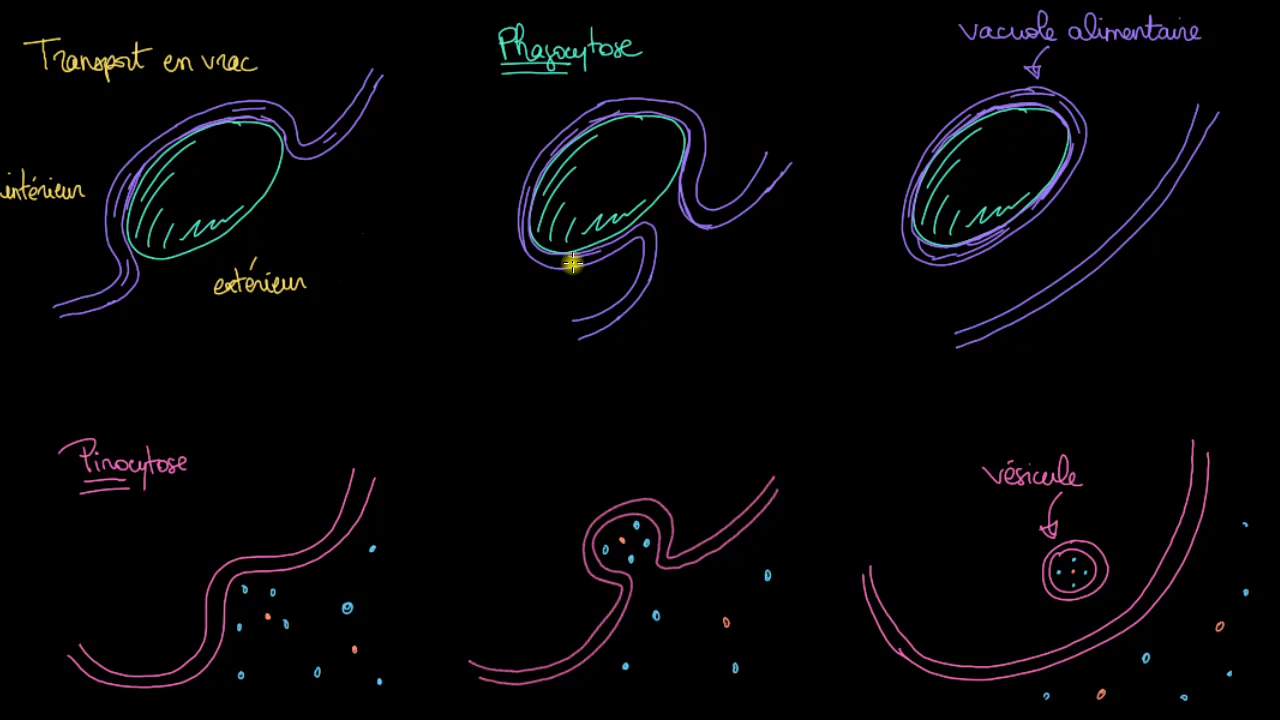 Transport en vrac
Phagocytose
vacuole alimentaire
intérieur
extérieur
Pinocytose
vésicule